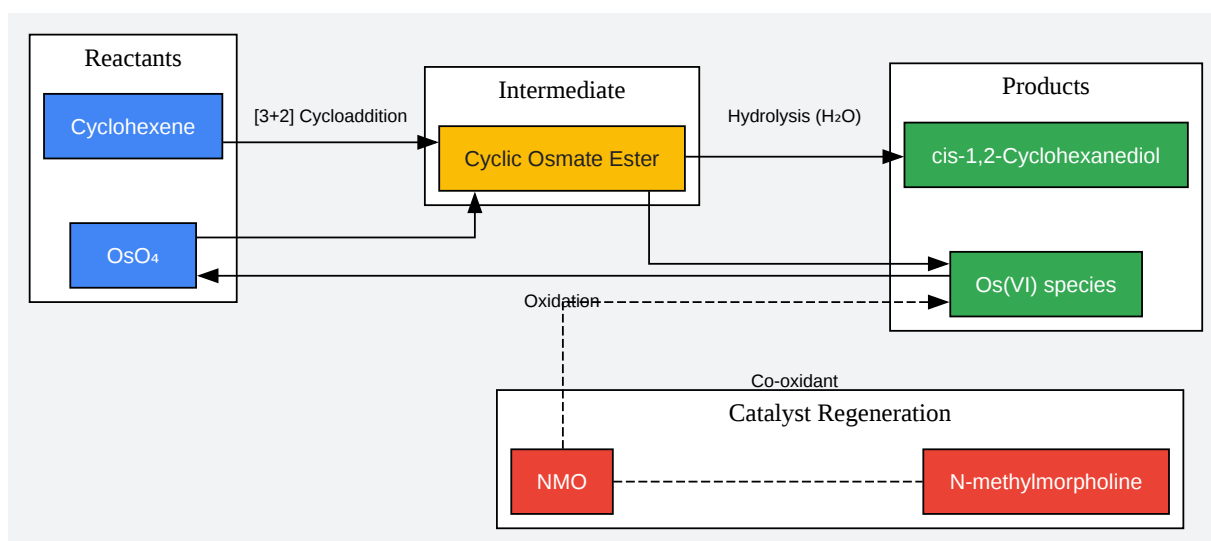 Reactants
Cyclohexene
OsO₄
[3+2] Cycloaddition
Intermediate
Cyclic Osmate Ester
Hydrolysis (H₂O)
Products
cis-1,2-Cyclohexanediol
Os(VI) species
Oxidation
Co-oxidant
Catalyst Regeneration
NMO
N-methylmorpholine